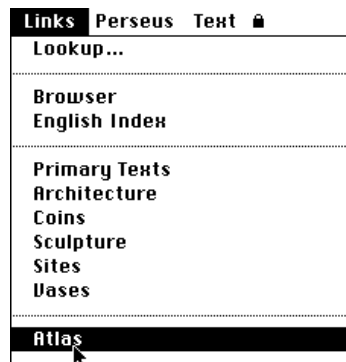 Links Perseus Text
Lookup...
Browser
English Index
Primary Texts
Architecture
Coins
Sculpture
Sites
Vases
Atlas